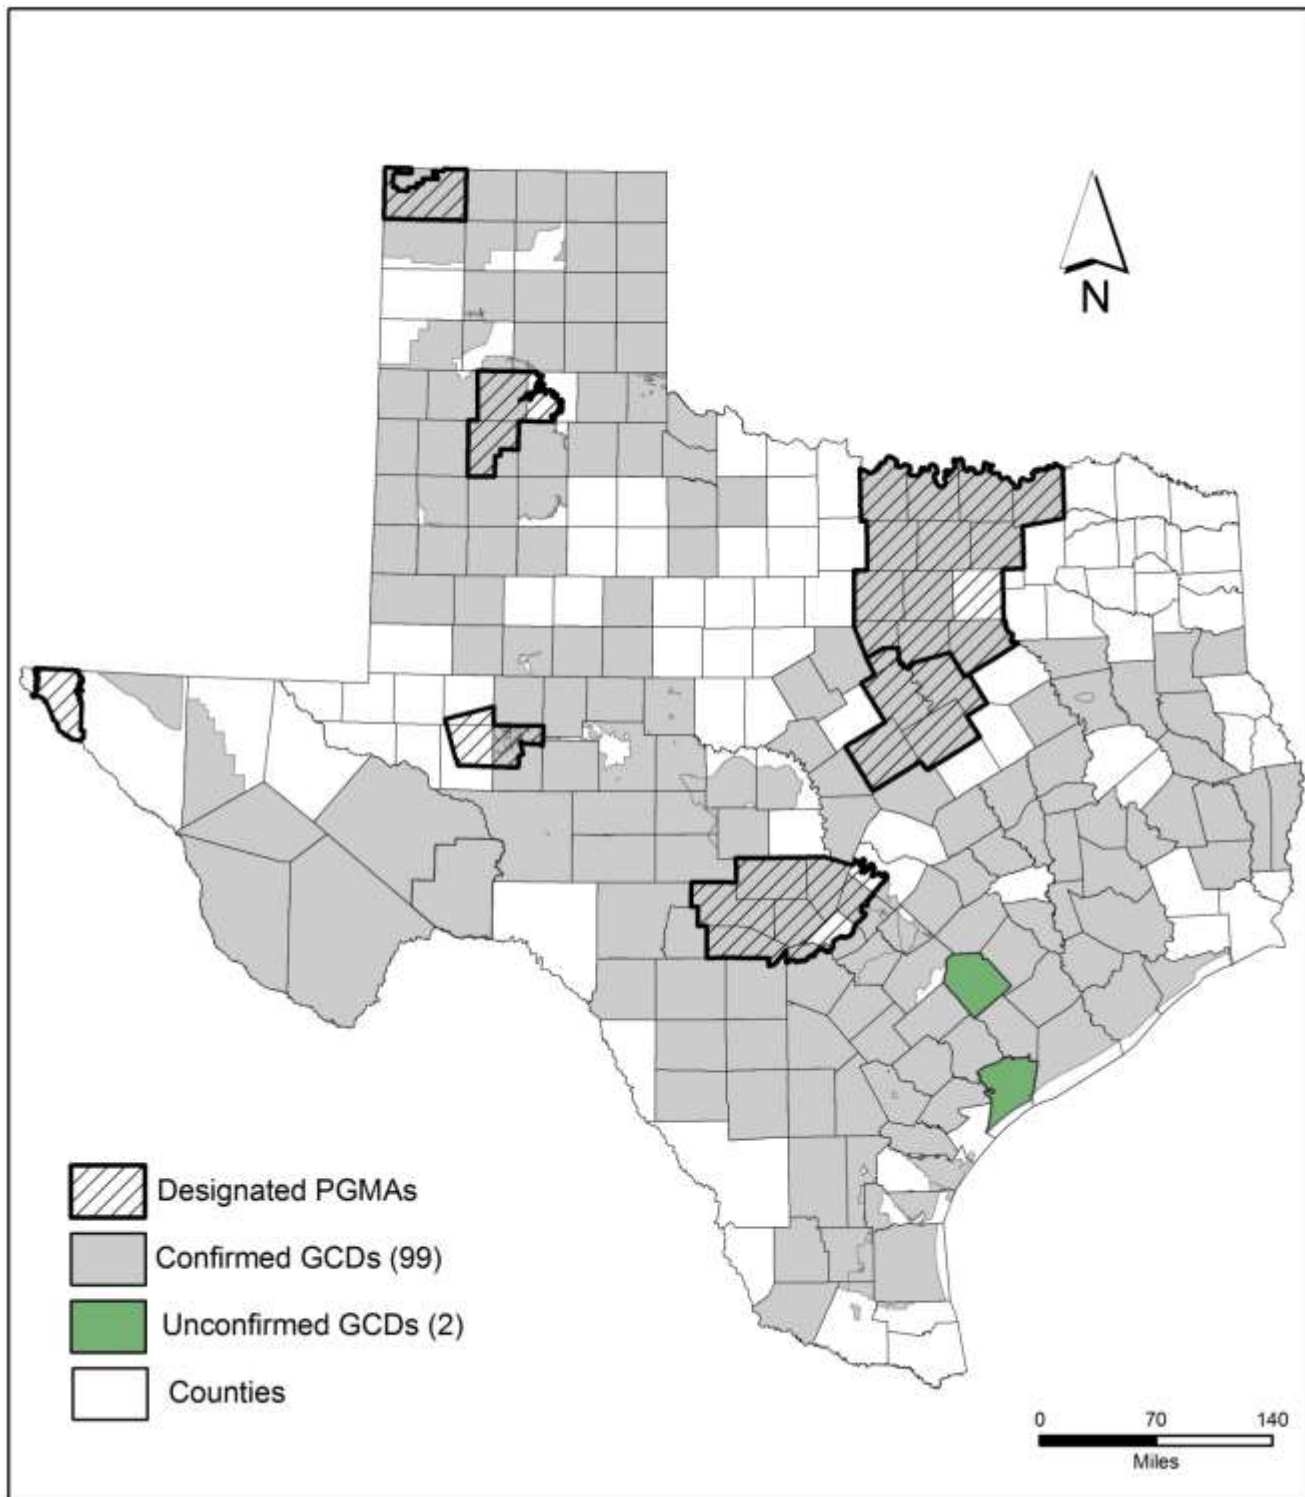 N
Designated PGMAs
Confirmed GCDs (99)
Unconfirmed GCDs (2)
Counties
0 70 140
Miles